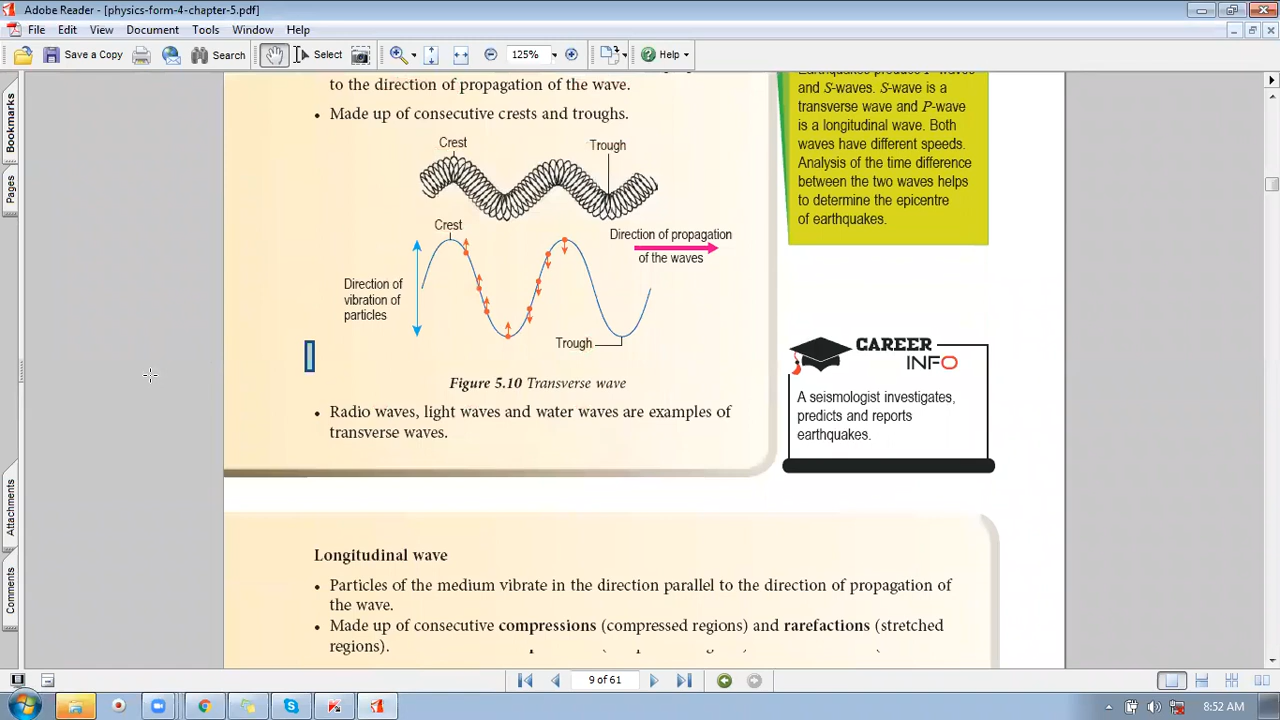 Adobe Reader - [physics-form-4-chapter-5.pdf]
File Edit View Document Tools Window Help
Save a Copy Search Select 125% Help
Bookmarks
Pages
Attachments
Comments
to the direction of propagation of the wave.
• Made up of consecutive crests and troughs.
Crest
Trough
Crest
Direction of propagation
of the waves
Direction of
vibration of
particles
Trough
Figure 5.10 Transverse wave
• Radio waves, light waves and water waves are examples of
transverse waves.
Earthquakes produce P-waves
and S-waves. S-wave is a
transverse wave and P-wave
is a longitudinal wave. Both
waves have different speeds.
Analysis of the time difference
between the two waves helps
to determine the epicentre
of earthquakes.
CAREER
INFO
A seismologist investigates,
predicts and reports
earthquakes.
Longitudinal wave
• Particles of the medium vibrate in the direction parallel to the direction of propagation of
the wave.
• Made up of consecutive compressions (compressed regions) and rarefactions (stretched
regions).
9 of 61
8:52 AM